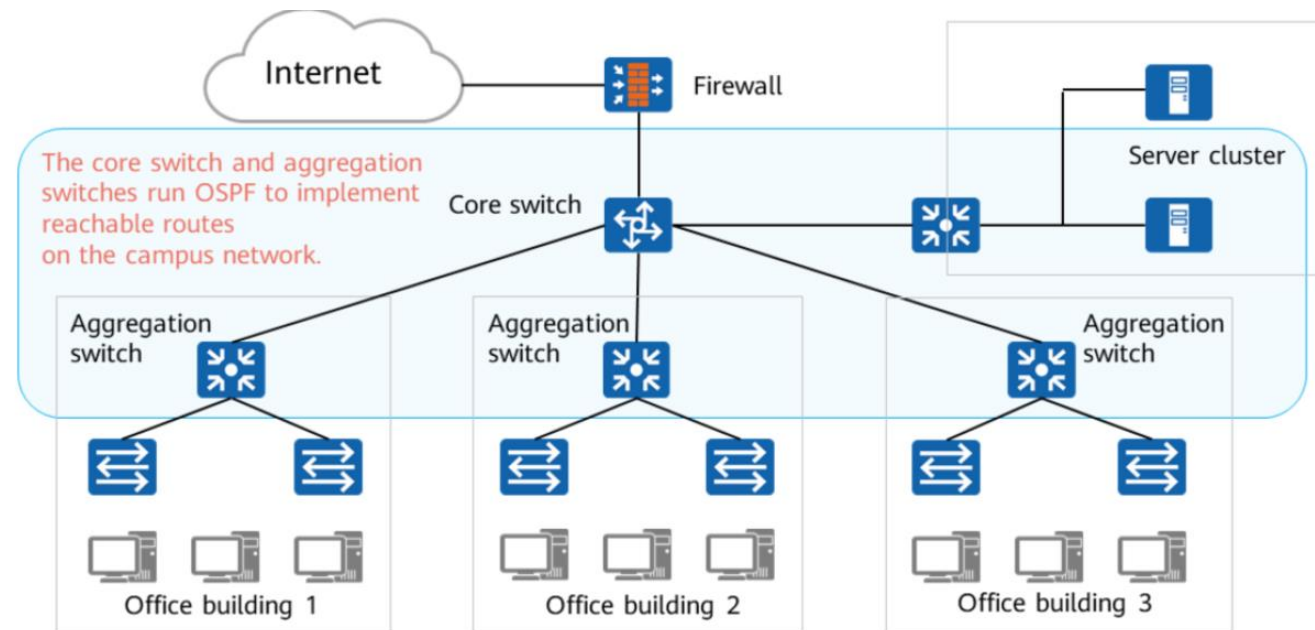 Internet
Firewall
The core switch and aggregation
switches run OSPF to implement
reachable routes
on the campus network.
Core switch
Server cluster
Aggregation
switch
Aggregation
switch
Aggregation
switch
Office building 1
Office building 2
Office building 3